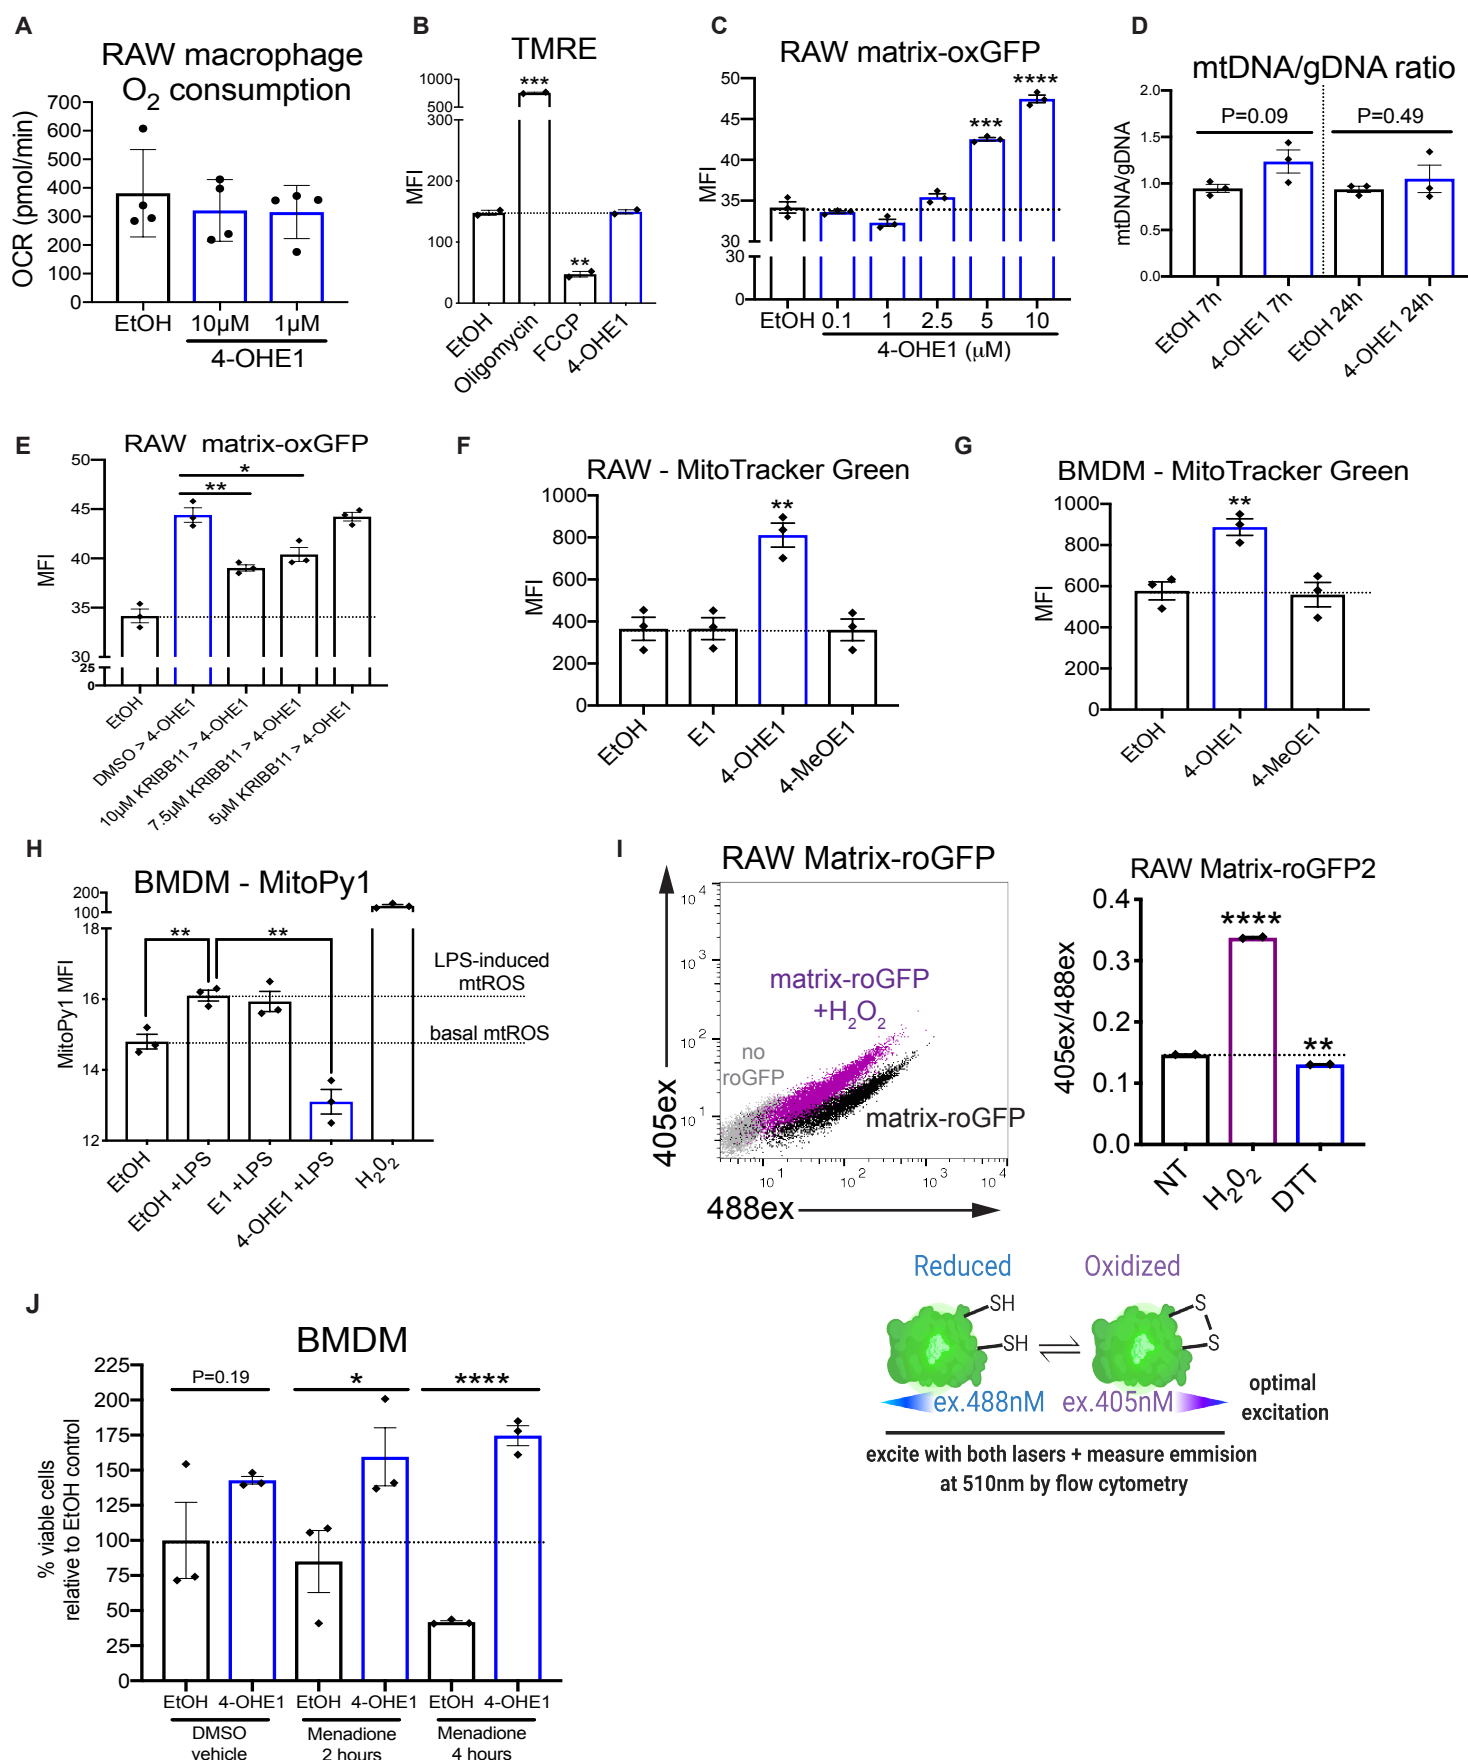 A
RAW macrophage
O2 consumption
OCR (pmol/min)
700
600
500
400
300
200
100
0
EtOH
10µM
1µM
4-OHE1
B
TMRE
MFI
1000
500
300
200
100
0
***
**
EtOH
Oligomycin
FCCP
4-OHE1
C
RAW matrix-oxGFP
MFI
50
45
40
35
30
30
0
***
****
EtOH
0.1
1
2.5
5
10
4-OHE1 (µM)
D
mtDNA/gDNA ratio
mtDNA/gDNA
2.0
1.5
1.0
0.5
0.0
P=0.09
P=0.49
EtOH 7h
4-OHE1 7h
EtOH 24h
4-OHE1 24h
E
RAW matrix-oxGFP
MFI
50
45
40
35
30
25
0
*
**
EtOH
DMSO > 4-OHE1
10µM KRIBB11 > 4-OHE1
7.5µM KRIBB11 > 4-OHE1
5µM KRIBB11 > 4-OHE1
F
RAW - MitoTracker Green
MFI
1000
800
600
400
200
0
**
EtOH
E1
4-OHE1
4-MeOE1
G
BMDM - MitoTracker Green
MFI
1000
800
600
400
200
0
**
EtOH
4-OHE1
4-MeOE1
H
BMDM - MitoPy1
MitoPy1 MFI
200
100
18
16
14
12
**
**
LPS-induced
mtROS
basal mtROS
EtOH
EtOH +LPS
E1 +LPS
4-OHE1 +LPS
H2O2
I
RAW Matrix-roGFP
405ex
10 4
10 3
10 2
10 1
matrix-roGFP
+H2O2
no
roGFP
matrix-roGFP
10 1
10 2
10 3
10 4
488ex
RAW Matrix-roGFP2
405ex/488ex
0.4
0.3
0.2
0.1
0.0
****
**
NT
H2O2
DTT
Reduced
Oxidized
SH
SH
S
S
ex.488nM
ex.405nM
optimal
excitation
excite with both lasers + measure emmision
at 510nm by flow cytometry
J
BMDM
% viable cells
relative to EtOH control
225
200
175
150
125
100
75
50
25
0
P=0.19
*
****
EtOH
4-OHE1
EtOH
4-OHE1
EtOH
4-OHE1
DMSO
vehicle
Menadione
2 hours
Menadione
4 hours